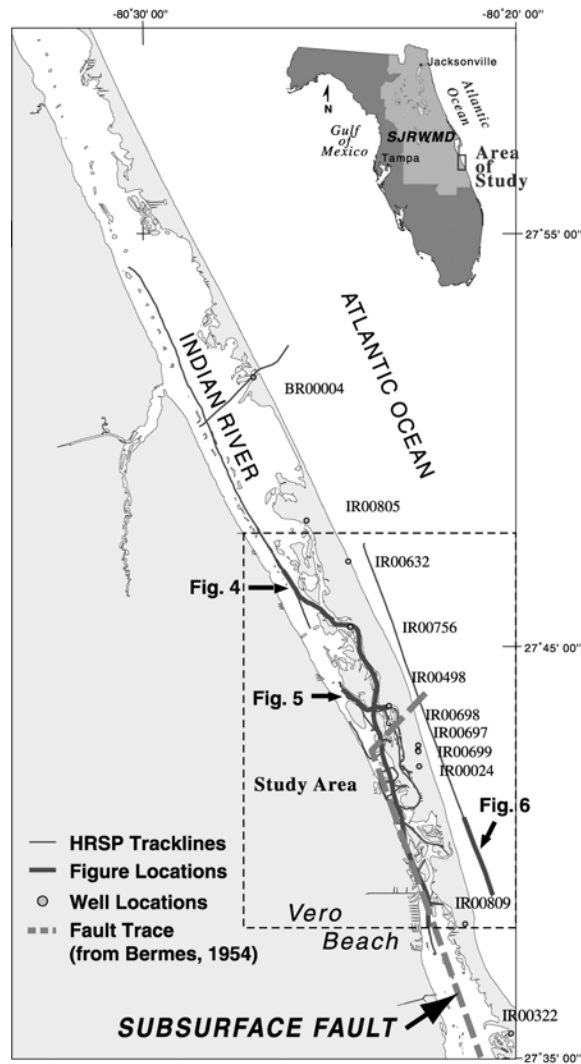 -80°30' 00"
-80°20' 00"
Jacksonville
Atlantic
Ocean
N
Gulf
of
Mexico
SJRWMD
Tampa
Area
of
Study
27°55' 00"
ATLANTIC OCEAN
INDIAN RIVER
BR00004
IR00805
IR00632
Fig. 4
IR00756
27°45' 00"
IR00498
Fig. 5
IR00698
IR00697
IR00699
IR00024
Study Area
Fig. 6
HRSP Tracklines
Figure Locations
Well Locations
Fault Trace
(from Bermes, 1954)
IR00809
Vero
Beach
SUBSURFACE FAULT
IR00322
27°35' 00"